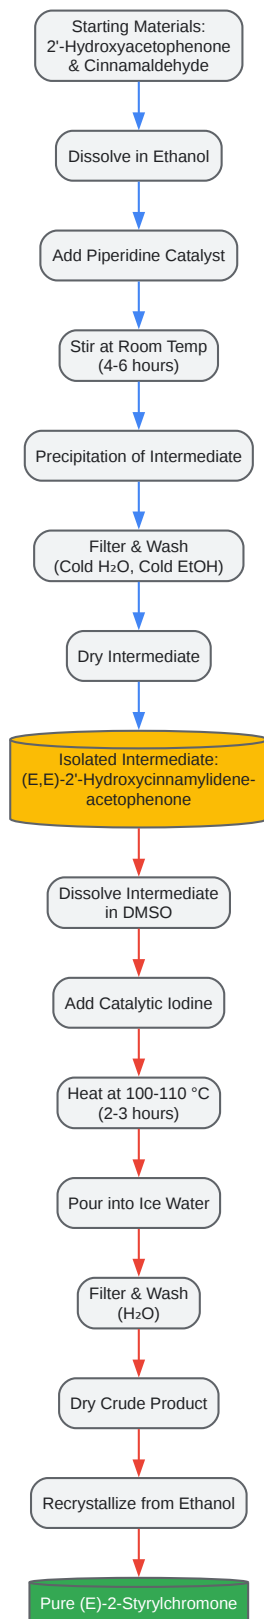 Starting Materials:
2'-Hydroxyacetophenone
& Cinnamaldehyde
Dissolve in Ethanol
Add Piperidine Catalyst
Stir at Room Temp
(4-6 hours)
Precipitation of Intermediate
Filter & Wash
(Cold H₂O, Cold EtOH)
Dry Intermediate
Isolated Intermediate:
(E,E)-2'-Hydroxycinnamylidene-
acetophenone
Dissolve Intermediate
in DMSO
Add Catalytic Iodine
Heat at 100-110 °C
(2-3 hours)
Pour into Ice Water
Filter & Wash
(H₂O)
Dry Crude Product
Recrystallize from Ethanol
Pure (E)-2-Styrylchromone